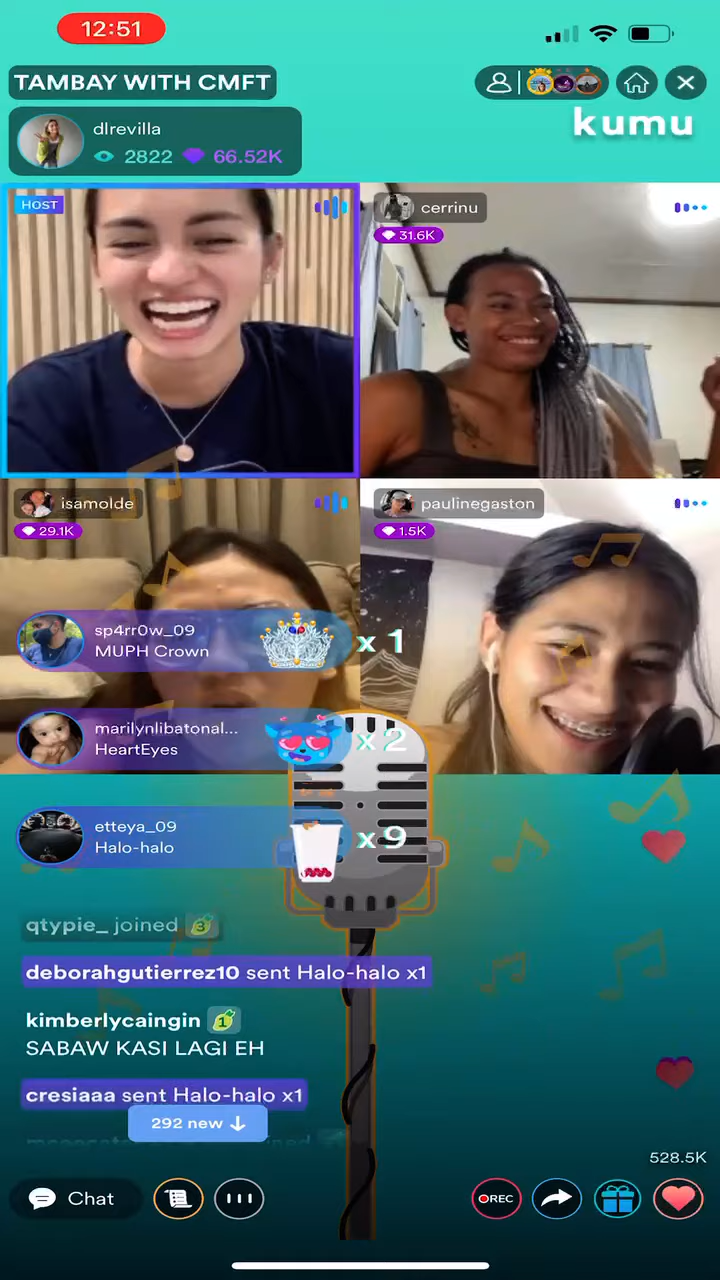 12:51
TAMBAY WITH CMFT
dlrevilla
2822 66.52K
kumu
HOST
cerrinu
31.6K
isamolde
29.1K
paulinegaston
1.5K
sp4rr0w_09
MUPH Crown
x 1
marilynlibatonal...
HeartEyes
x 2
etteya_09
Halo-halo
x 9
qtypie_ joined 3
deborahgutierrez10 sent Halo-halo x1
kimberlycaingin 1
SABAW KASI LAGI EH
cresiaaa sent Halo-halo x1
292 new
528.5K
Chat
REC